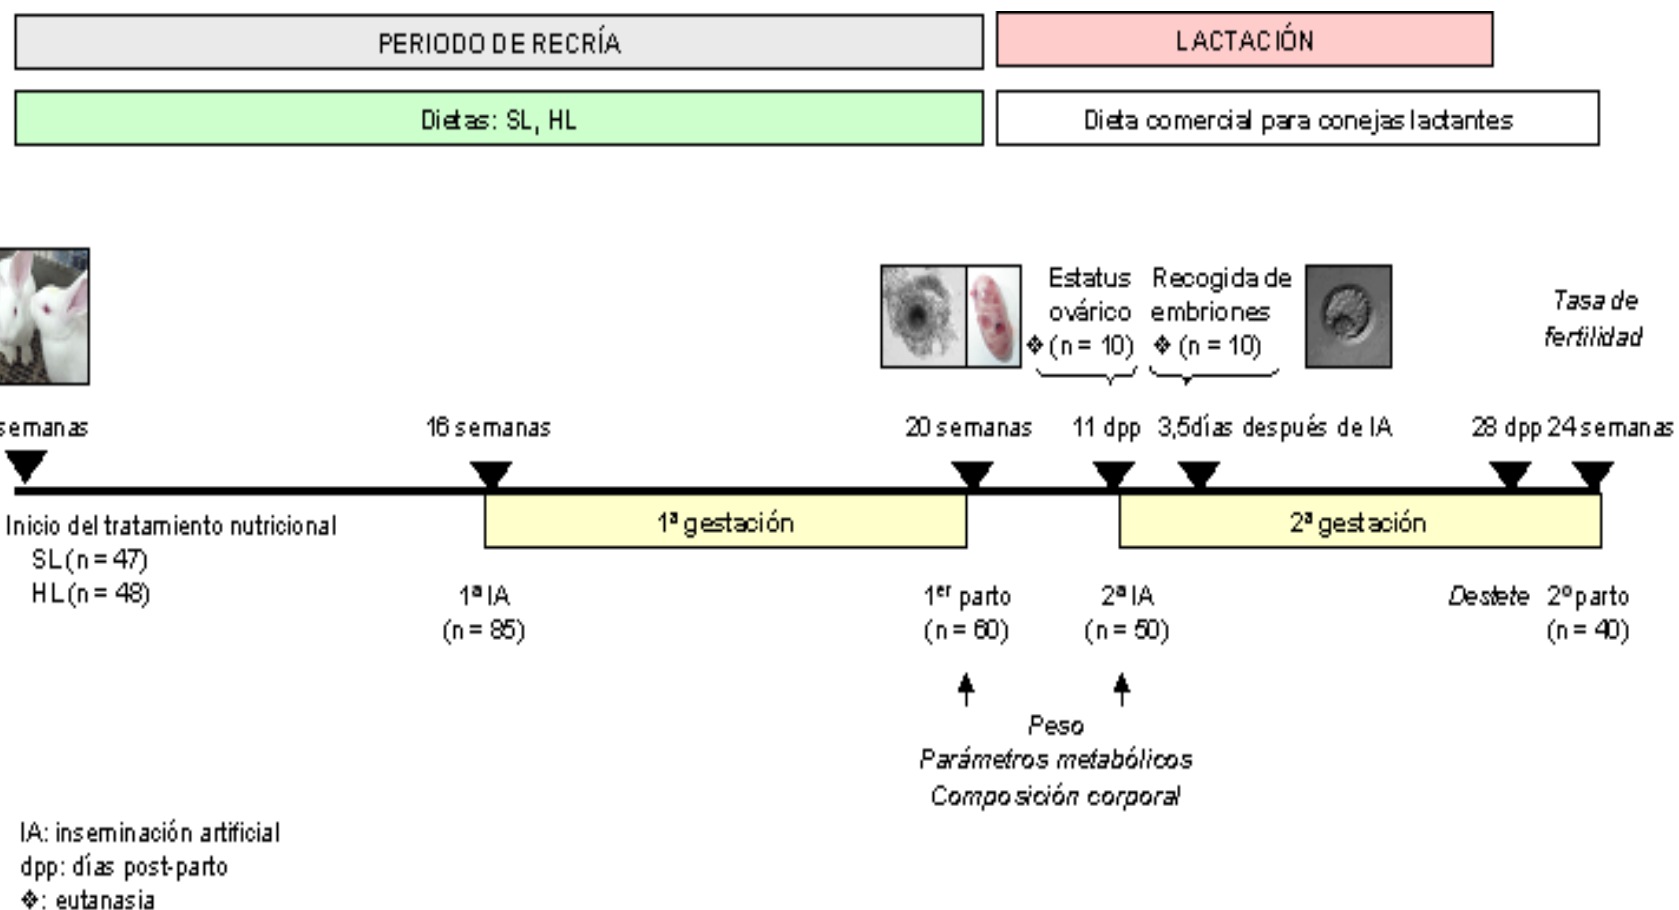 PERIODO DE RECRÍA
LACTACIÓN
Dietas: SL, HL
Dieta comercial para conejas lactantes
Estatus
ovárico
❖ (n = 10)
Recogida de
embriones
❖ (n = 10)
Tasa de
fertilidad
semanas
16 semanas
20 semanas
11 dpp
3,5días después de IA
28 dpp
24 semanas
1ª gestación
2ª gestación
Inicio del tratamiento nutricional
SL (n = 47)
HL (n = 48)
1ª IA
(n = 85)
1er parto
(n = 60)
2ª IA
(n = 50)
Destete
2º parto
(n = 40)
Peso
Parámetros metabólicos
Composición corporal
IA: inseminación artificial
dpp: días post-parto
❖: eutanasia